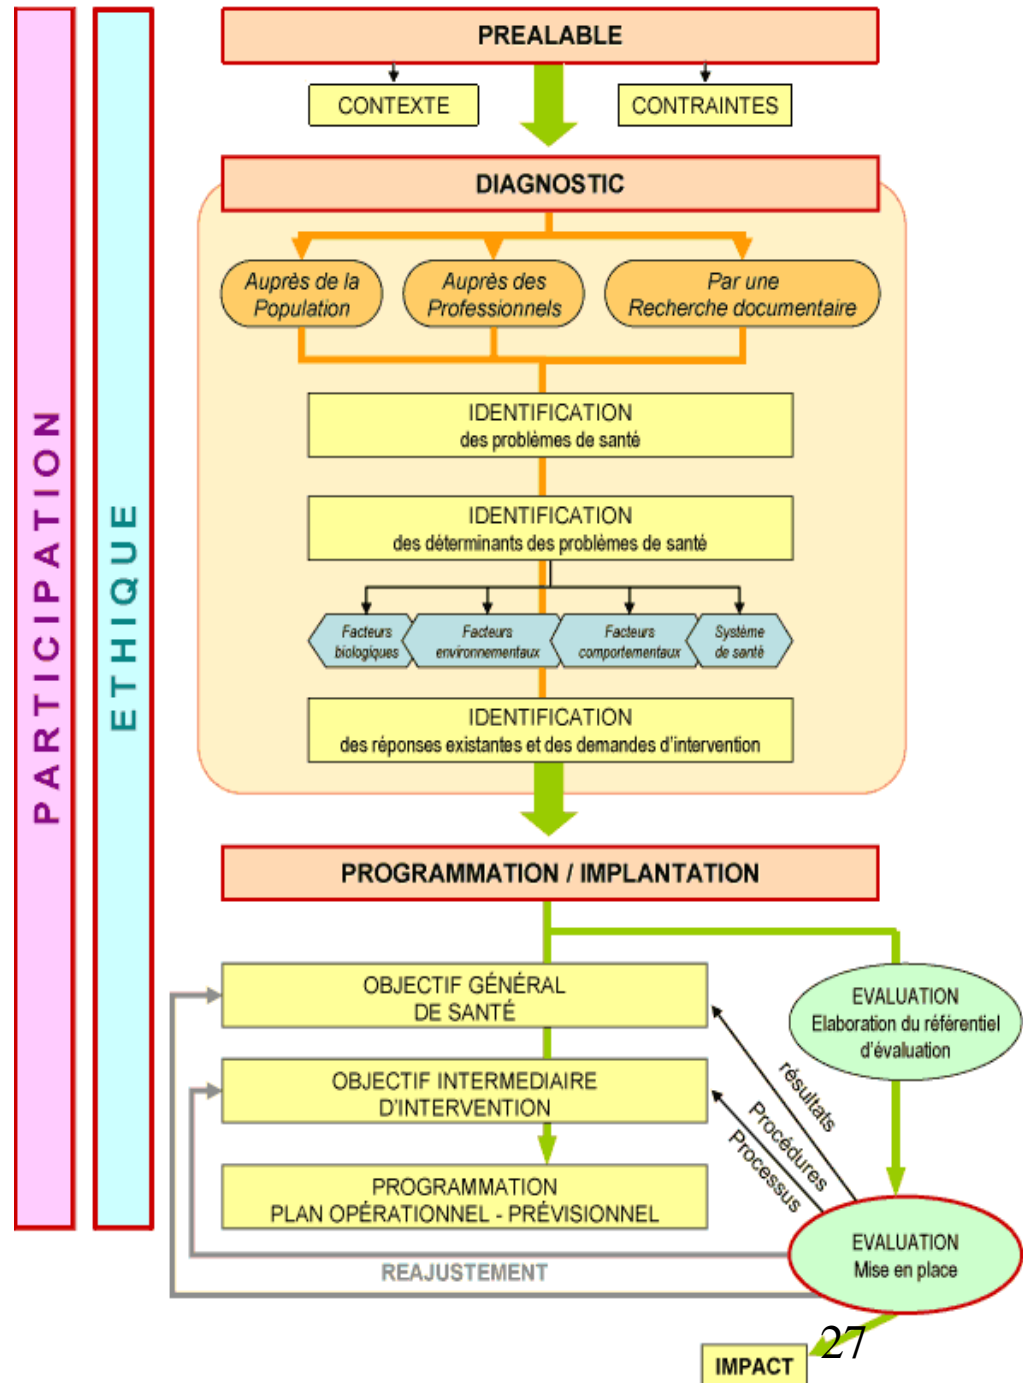 PARTICIPATION
ETHIQUE
PREALABLE
CONTEXTE
CONTRAINTES
DIAGNOSTIC
Auprès de la
Population
Auprès des
Professionnels
Par une
Recherche documentaire
IDENTIFICATION
des problèmes de santé
IDENTIFICATION
des déterminants des problèmes de santé
Facteurs
biologiques
Facteurs
environnementaux
Facteurs
comportementaux
Système
de santé
IDENTIFICATION
des réponses existantes et des demandes d'intervention
PROGRAMMATION / IMPLANTATION
OBJECTIF GÉNÉRAL
DE SANTÉ
EVALUATION
Elaboration du référentiel
d'évaluation
OBJECTIF INTERMEDIAIRE
D'INTERVENTION
résultats
Procédures
Processus
PROGRAMMATION
PLAN OPÉRATIONNEL - PRÉVISIONNEL
EVALUATION
Mise en place
REAJUSTEMENT
27
IMPACT